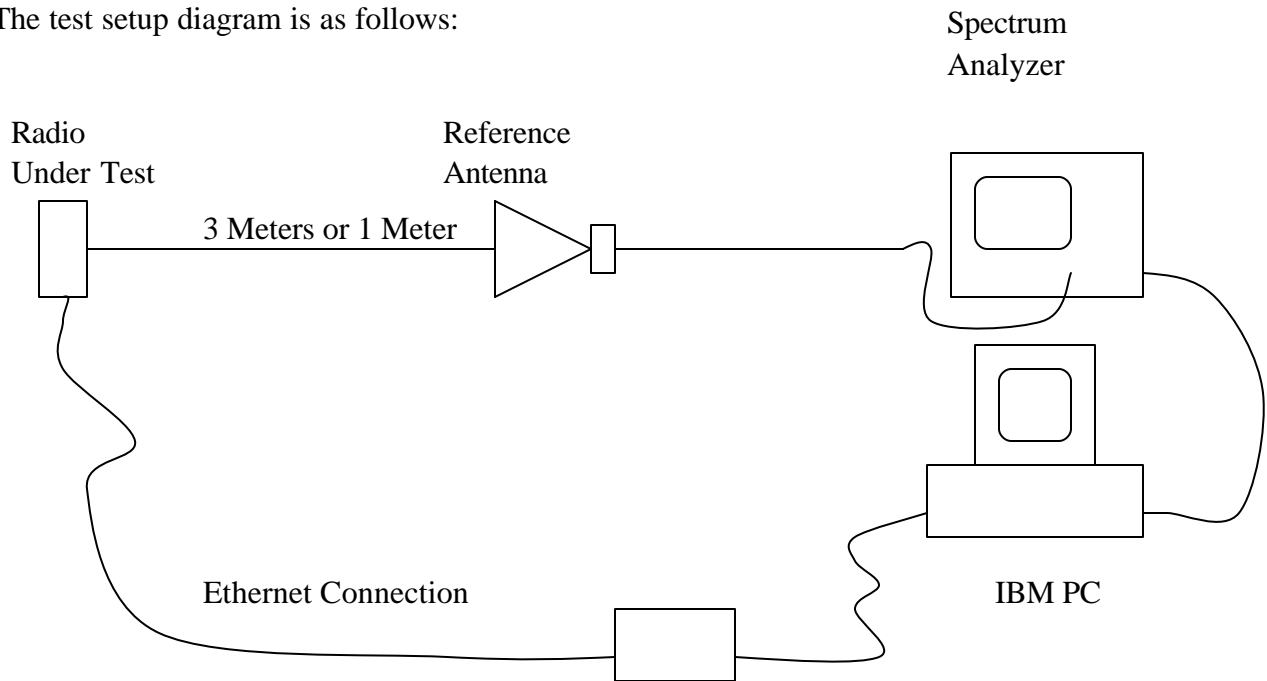 The test setup diagram is as follows:
Spectrum
Analyzer
Radio
Under Test
Reference
Antenna
3 Meters or 1 Meter
Ethernet Connection
IBM PC